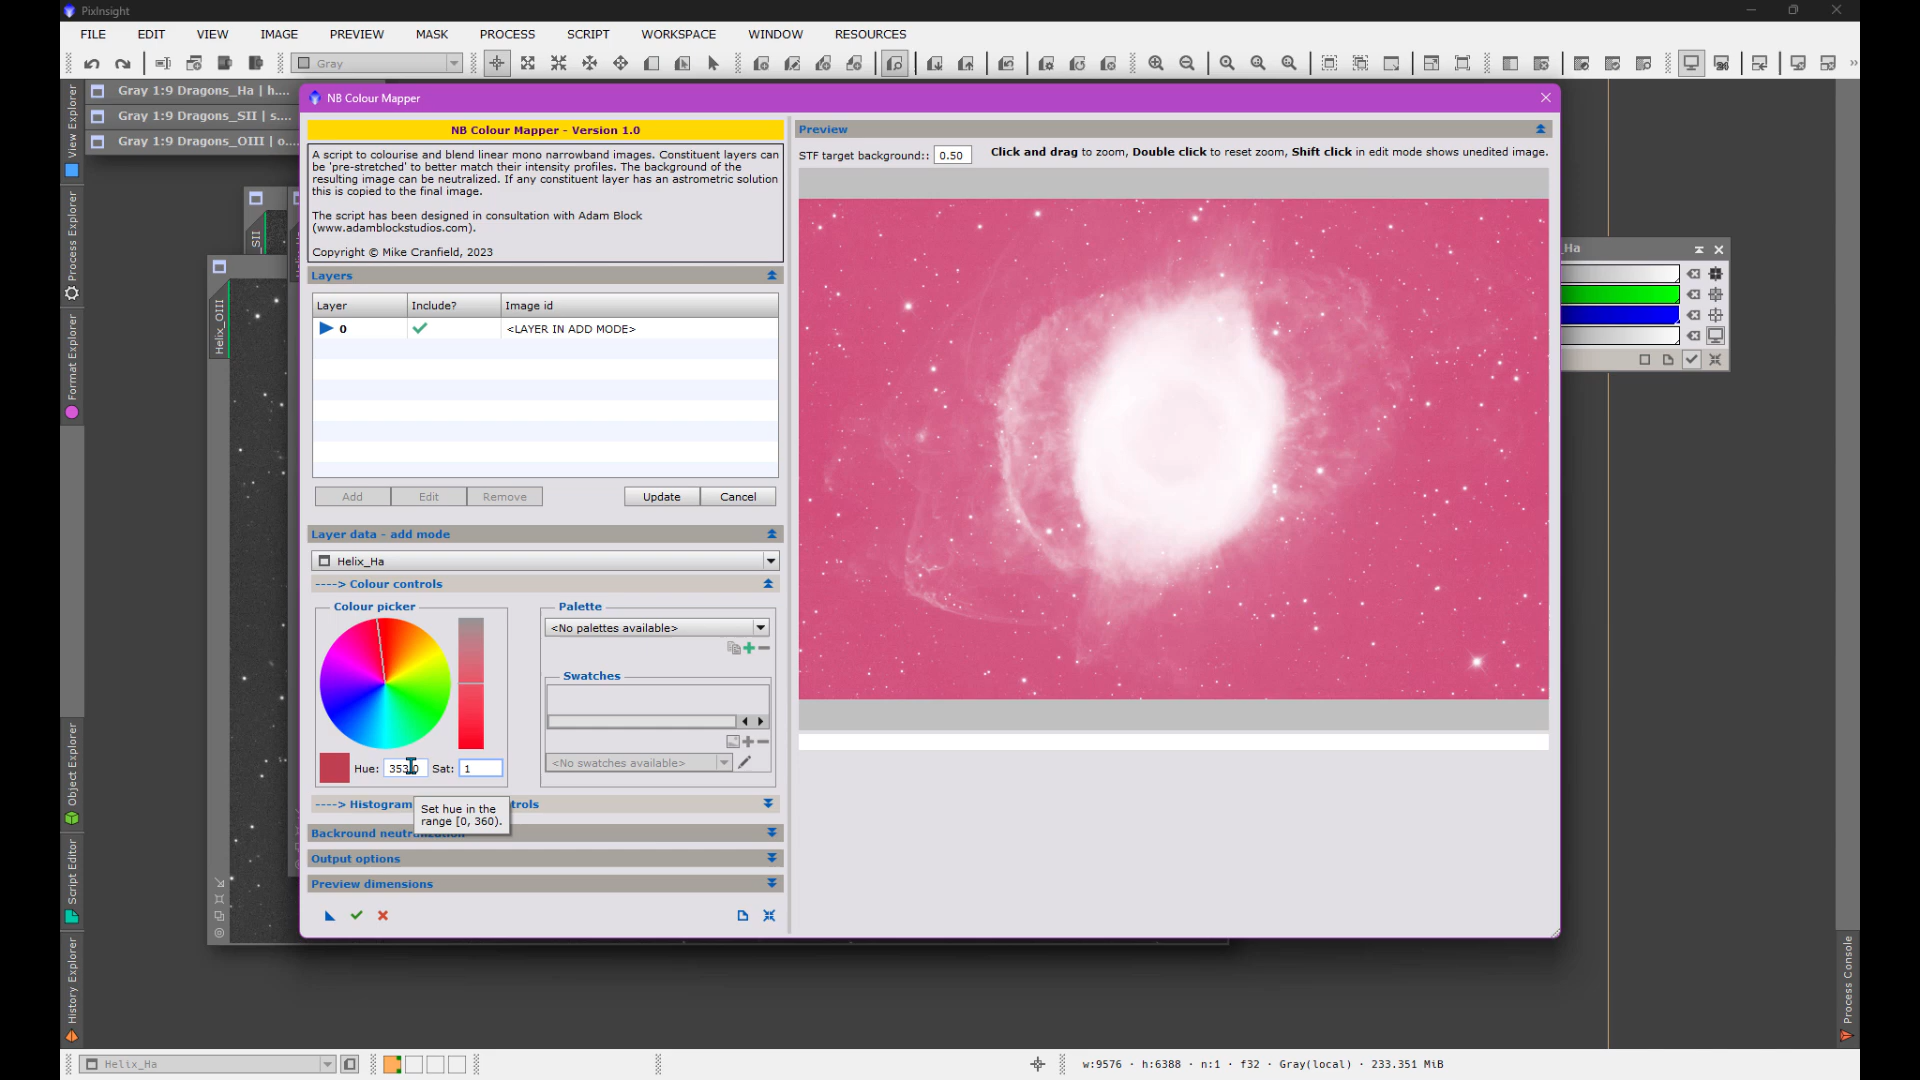 PixInsight
FILE EDIT VIEW IMAGE PREVIEW MASK PROCESS SCRIPT WORKSPACE WINDOW RESOURCES
Gray
View Explorer
Process Explorer
Format Explorer
Object Explorer
Script Editor
History Explorer
Gray 1:9 Dragons_Ha | h....
Gray 1:9 Dragons_SII | s....
Gray 1:9 Dragons_OIII | o....
_SII
Helix_OIII
NB Colour Mapper
NB Colour Mapper - Version 1.0
A script to colourise and blend linear mono narrowband images. Constituent layers can
be 'pre-stretched' to better match their intensity profiles. The background of the
resulting image can be neutralized. If any constituent layer has an astrometric solution
this is copied to the final image.
The script has been designed in consultation with Adam Block
(www.adamblockstudios.com).
Copyright © Mike Cranfield, 2023
Layers
Layer Include? Image id
0 <LAYER IN ADD MODE>
Add Edit Remove Update Cancel
Layer data - add mode
Helix_Ha
----> Colour controls
Colour picker
Palette
<No palettes available>
Swatches
<No swatches available>
Hue: 353.0 Sat: 1
----> Histogram trols
Set hue in the
range [0, 360).
Backround neutralization
Output options
Preview dimensions
Preview
STF target background:: 0.50 Click and drag to zoom, Double click to reset zoom, Shift click in edit mode shows unedited image.
_Ha
Process Console
Helix_Ha
w:9576 · h:6388 · n:1 · f32 · Gray(local) · 233.351 MiB